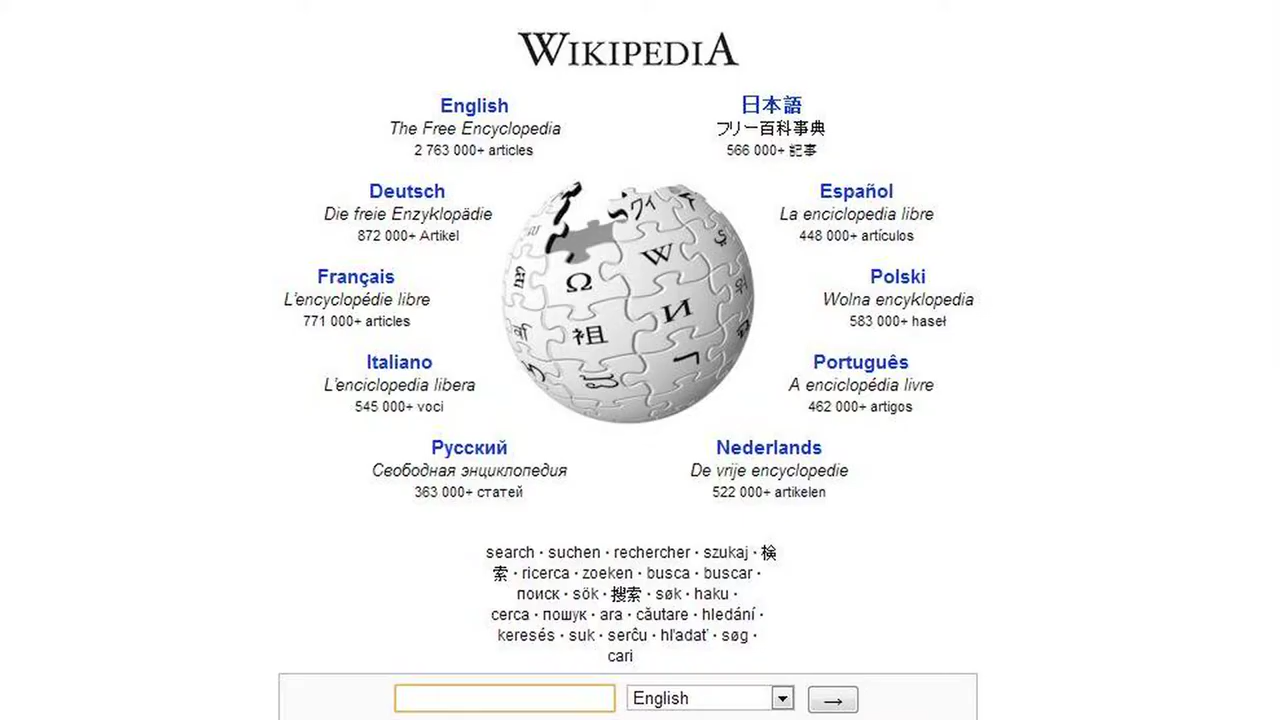 WIKIPEDIA
English
The Free Encyclopedia
2 763 000+ articles
日本語
フリー百科事典
566 000+ 記事
Deutsch
Die freie Enzyklopädie
872 000+ Artikel
Español
La enciclopedia libre
448 000+ artículos
Français
L'encyclopédie libre
771 000+ articles
Polski
Wolna encyklopedia
583 000+ haseł
Italiano
L'enciclopedia libera
545 000+ voci
Português
A enciclopédia livre
462 000+ artigos
Русский
Свободная энциклопедия
363 000+ статей
Nederlands
De vrije encyclopedie
522 000+ artikelen
Ω
W
И
祖
ワィ
search · suchen · rechercher · szukaj · 検
索 · ricerca · zoeken · busca · buscar ·
поиск · sök · 搜索 · søk · haku ·
cerca · пошук · ara · căutare · hledání ·
keresés · suk · serĉu · hľadať · søg ·
cari
English
→